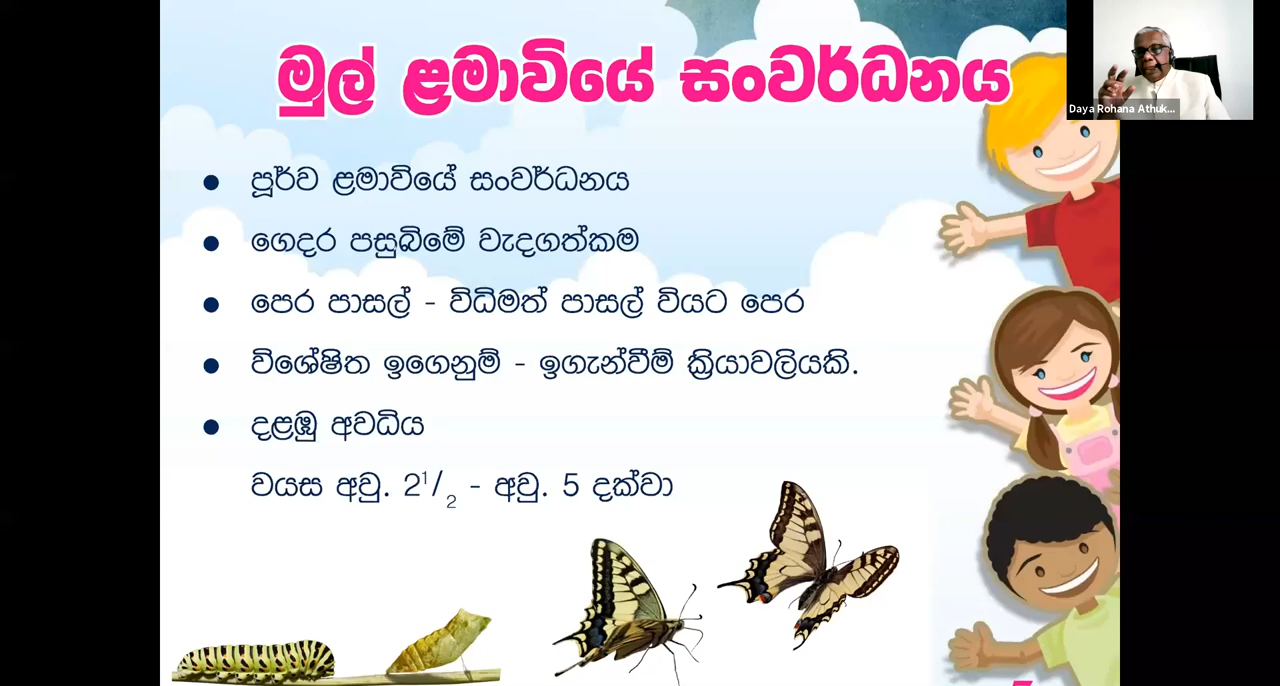 මුල් ළමාවියේ සංවර්ධනය
Daya Rohana Athuk...
● පූර්ව ළමාවියේ සංවර්ධනය
● ගෙදර පසුබිමේ වැදගත්කම
● පෙර පාසල් - විධිමත් පාසල් වියට පෙර
● විශේෂිත ඉගෙනුම් - ඉගැන්වීම් ක්‍රියාවලියකි.
● දළඹු අවධිය
වයස අවු. 2 1/2 - අවු. 5 දක්වා